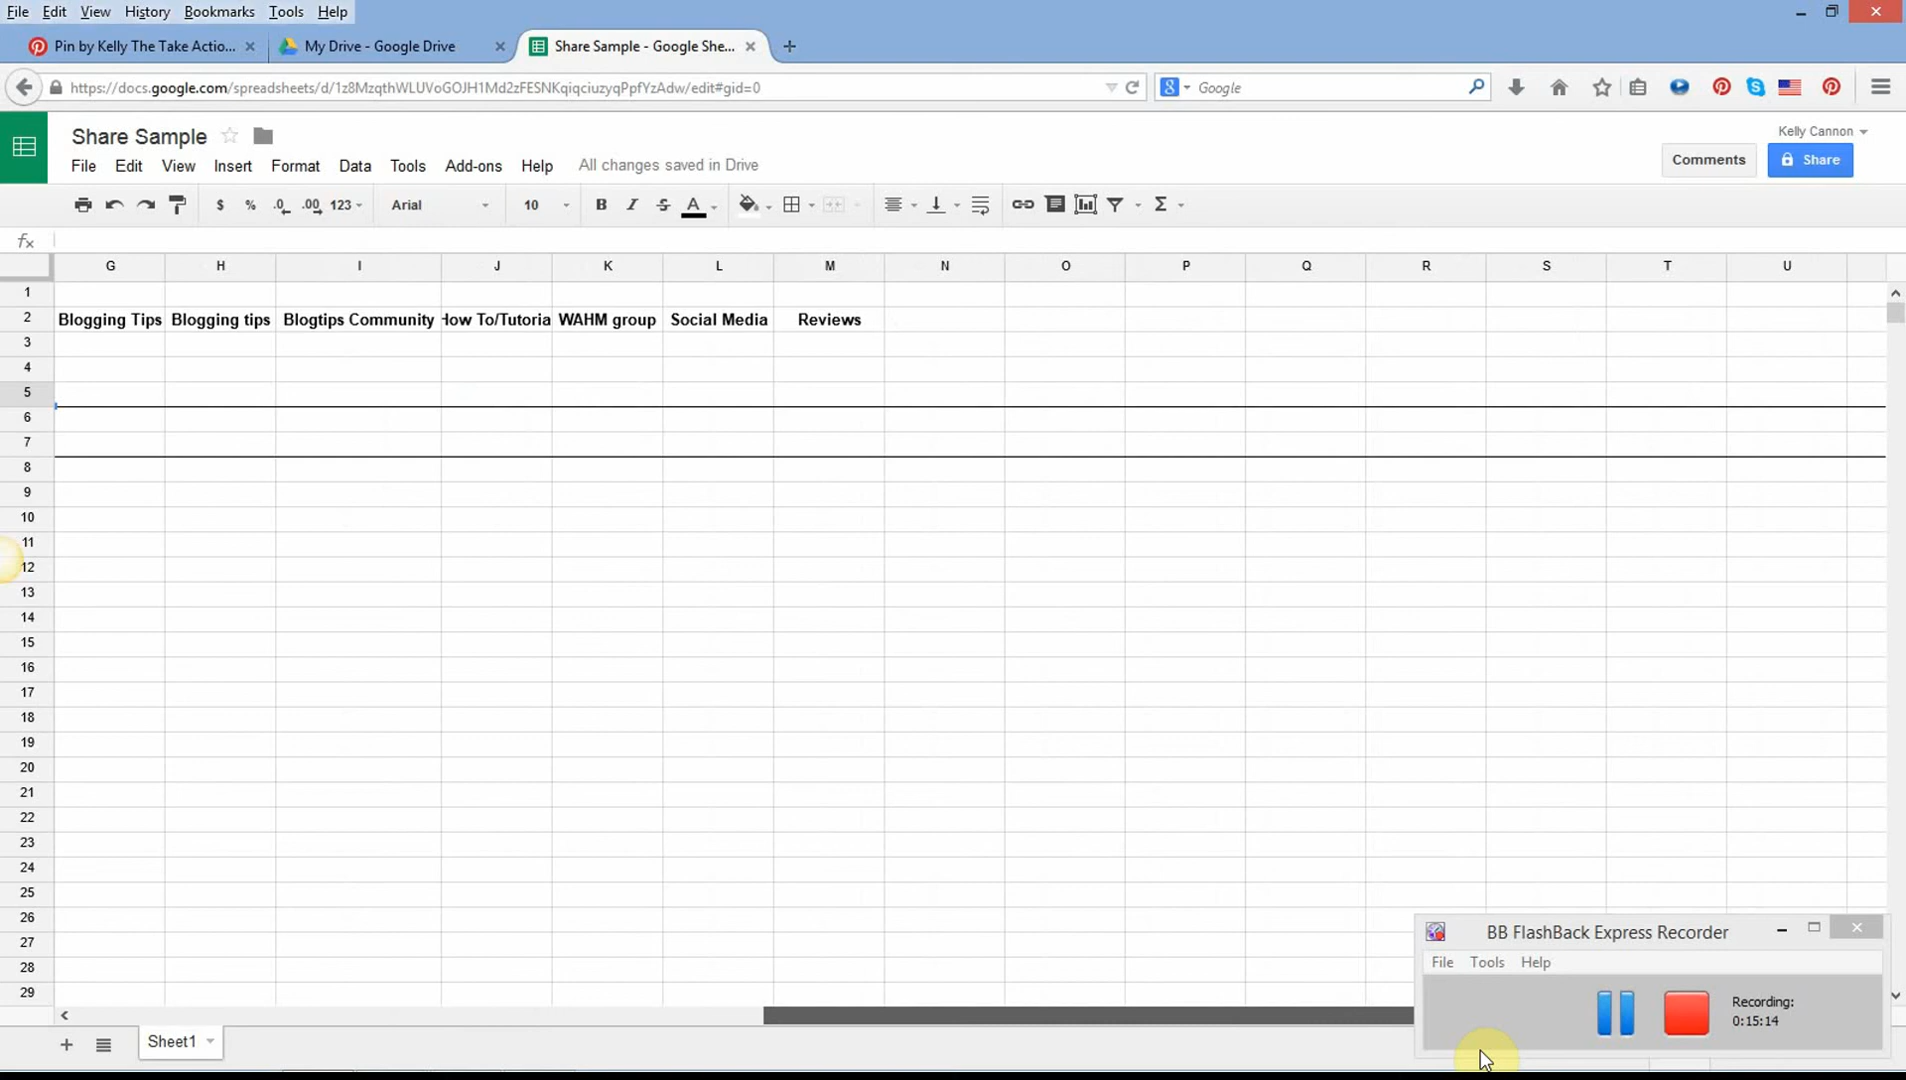 File Edit View History Bookmarks Tools Help
Pin by Kelly The Take Actio... My Drive - Google Drive Share Sample - Google She...
https://docs.google.com/spreadsheets/d/1z8MzqthWLUVoGOJH1Md2zFESNKqiqciuzyqPpfYzAdw/edit#gid=0 Google
Share Sample Kelly Cannon
File Edit View Insert Format Data Tools Add-ons Help All changes saved in Drive Comments Share
$ % .0 .00 123 Arial 10 B I S A Σ
fx
G H I J K L M N O P Q R S T U
1
2 Blogging Tips Blogging tips Blogtips Community How To/Tutoria WAHM group Social Media Reviews
3
4
5
6
7
8
9
10
11
12
13
14
15
16
17
18
19
20
21
22
23
24
25
26
27
28
29
BB FlashBack Express Recorder
File Tools Help
Recording:
0:15:14
Sheet1